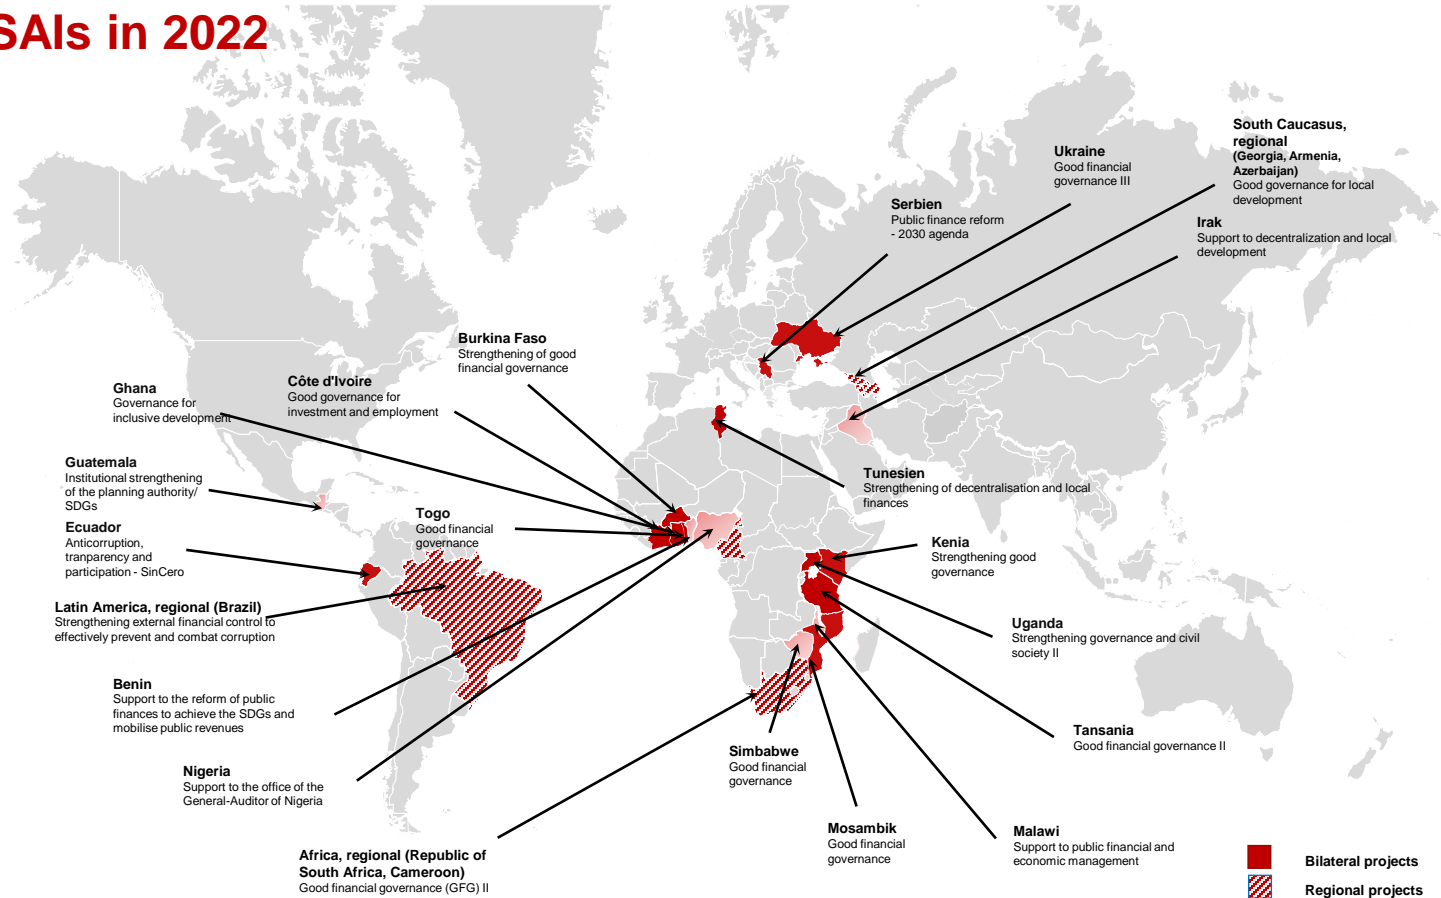 SAIs in 2022
South Caucasus,
regional
(Georgia, Armenia,
Azerbaijan)
Good governance for local
development
Ukraine
Good financial
governance III
Serbien
Public finance reform
- 2030 agenda
Irak
Support to decentralization and local
development
Burkina Faso
Strengthening of good
financial governance
Côte d'Ivoire
Good governance for
investment and employment
Ghana
Governance for
inclusive development
Guatemala
Institutional strengthening
of the planning authority/
SDGs
Togo
Good financial
governance
Tunesien
Strengthening of decentralisation and local
finances
Ecuador
Anticorruption,
tranparency and
participation - SinCero
Kenia
Strengthening good
governance
Latin America, regional (Brazil)
Strengthening external financial control to
effectively prevent and combat corruption
Uganda
Strengthening governance and civil
society II
Benin
Support to the reform of public
finances to achieve the SDGs and
mobilise public revenues
Tansania
Good financial governance II
Nigeria
Support to the office of the
General-Auditor of Nigeria
Simbabwe
Good financial
governance
Mosambik
Good financial
governance
Malawi
Support to public financial and
economic management
Africa, regional (Republic of
South Africa, Cameroon)
Good financial governance (GFG) II
Bilateral projects
Regional projects